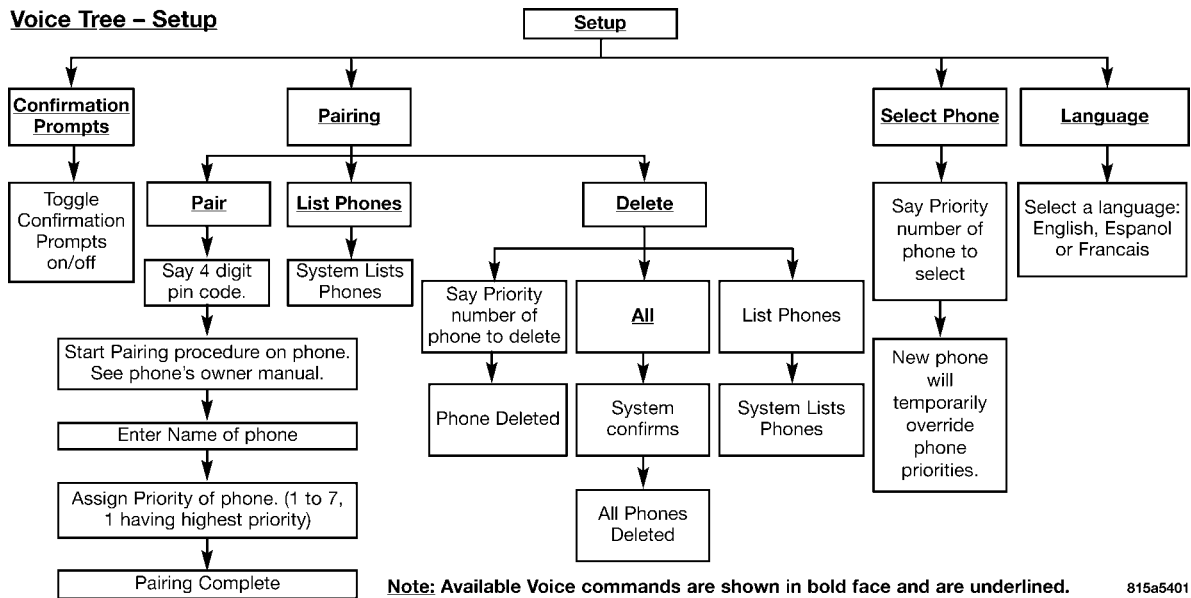 Voice Tree – Setup
Setup
Confirmation
Prompts
Pairing
Select Phone
Language
Toggle
Confirmation
Prompts
on/off
Pair
List Phones
Delete
Say Priority
number of
phone to
select
Select a language:
English, Espanol
or Francais
Say 4 digit
pin code.
System Lists
Phones
Say Priority
number of
phone to delete
All
List Phones
Start Pairing procedure on phone.
See phone's owner manual.
New phone
will
temporarily
override
phone
priorities.
Phone Deleted
System
confirms
System Lists
Phones
Enter Name of phone
Assign Priority of phone. (1 to 7,
1 having highest priority)
All Phones
Deleted
Pairing Complete
Note: Available Voice commands are shown in bold face and are underlined.
815a5401